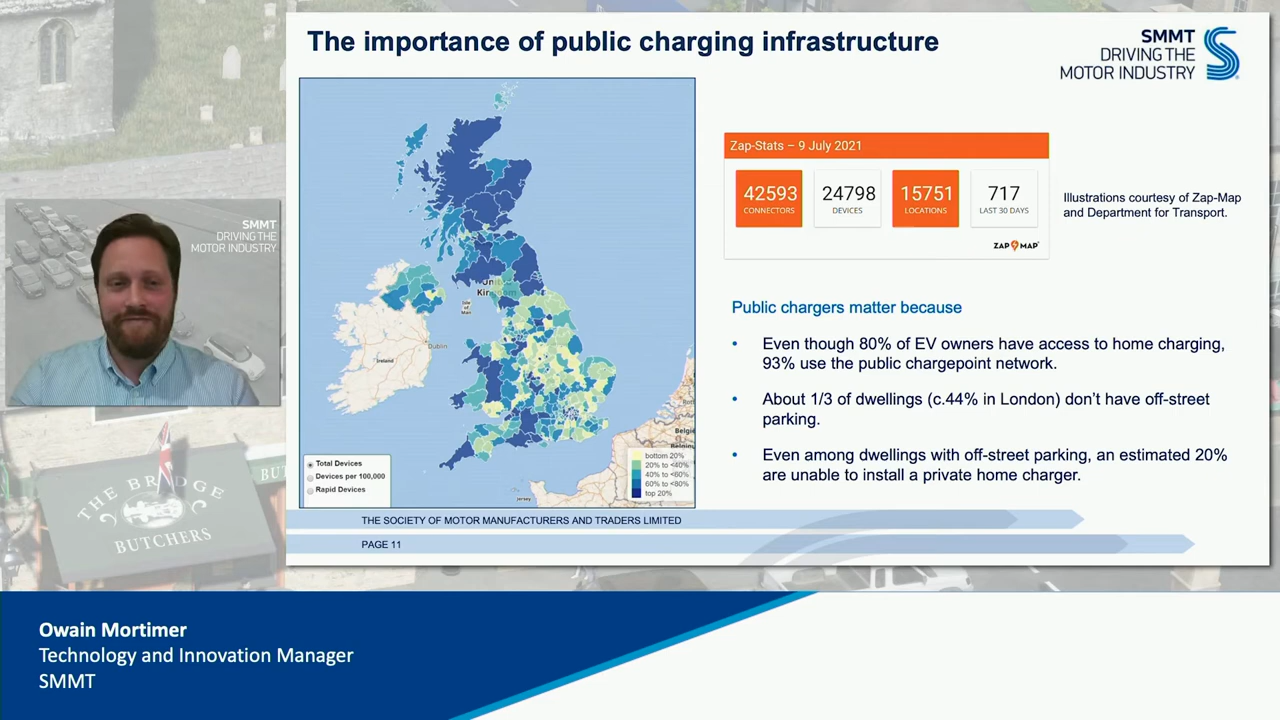 The importance of public charging infrastructure
SMMT
DRIVING THE
MOTOR INDUSTRY
Zap-Stats – 9 July 2021
42593
CONNECTORS
24798
DEVICES
15751
LOCATIONS
717
LAST 30 DAYS
ZAP MAP
Illustrations courtesy of Zap-Map
and Department for Transport.
Public chargers matter because
• Even though 80% of EV owners have access to home charging,
93% use the public chargepoint network.
• About 1/3 of dwellings (c.44% in London) don't have off-street
parking.
• Even among dwellings with off-street parking, an estimated 20%
are unable to install a private home charger.
Isle
of
Man
Dublin
Ireland
Jersey
Total Devices
Devices per 100,000
Rapid Devices
bottom 20%
20% to <40%
40% to <60%
60% to <80%
top 20%
THE SOCIETY OF MOTOR MANUFACTURERS AND TRADERS LIMITED
PAGE 11
SMMT
DRIVING THE
MOTOR INDUSTRY
THE BRIDGE
BUTCHERS
Owain Mortimer
Technology and Innovation Manager
SMMT